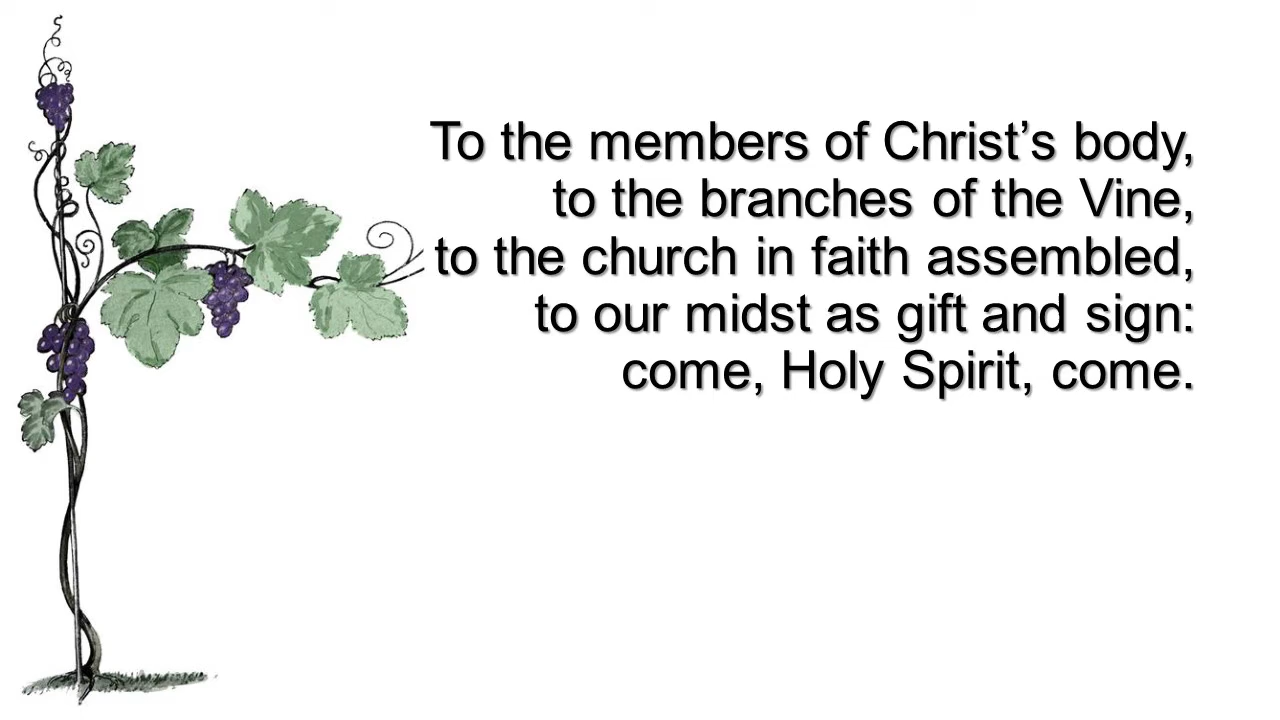 To the members of Christ’s body,
to the branches of the Vine,
to the church in faith assembled,
to our midst as gift and sign:
come, Holy Spirit, come.